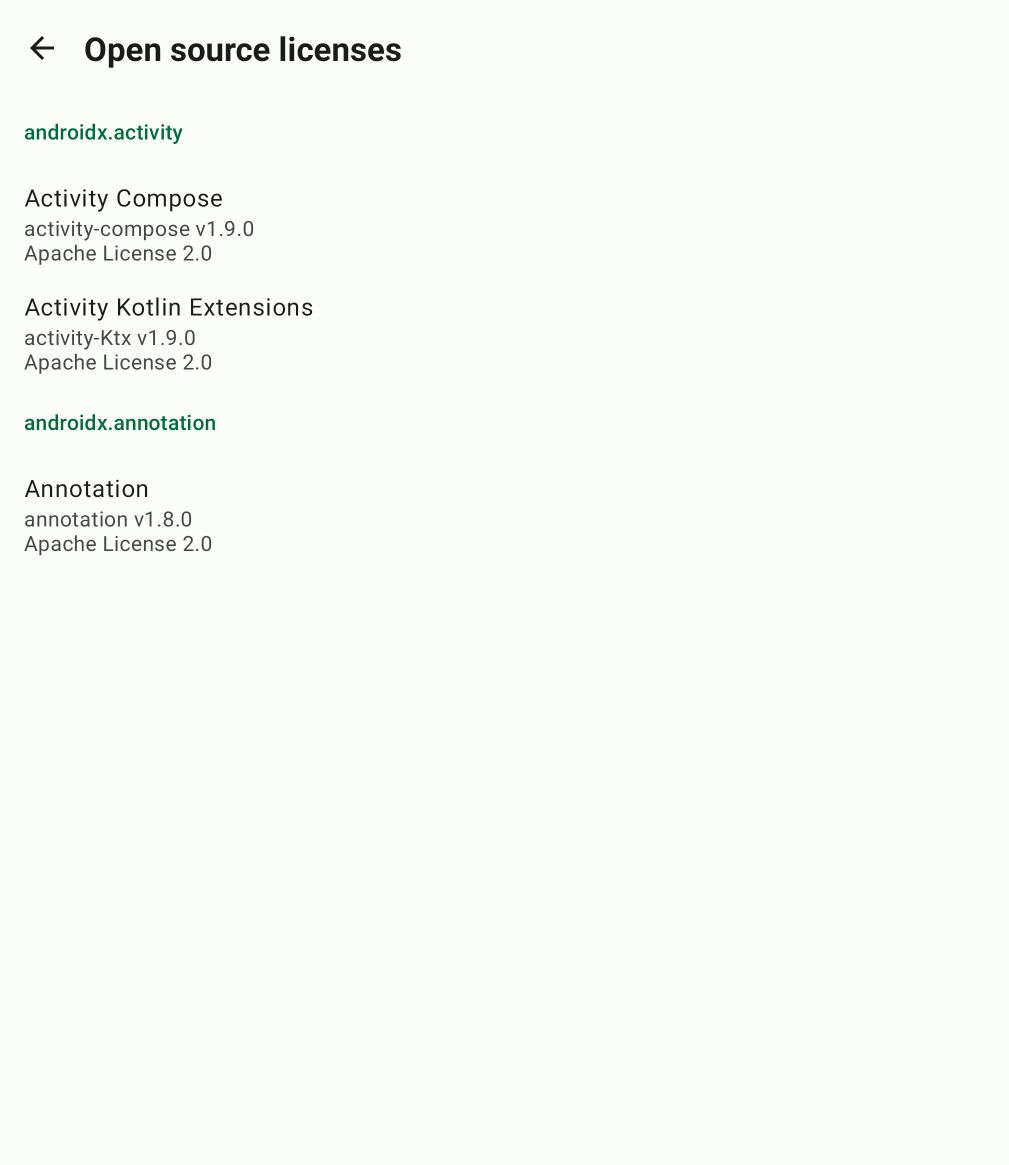 Open source licenses
androidx.activity
Activity Compose
activity-compose v1.9.0
Apache License 2.0
Activity Kotlin Extensions
activity-Ktx v1.9.0
Apache License 2.0
androidx.annotation
Annotation
annotation v1.8.0
Apache License 2.0